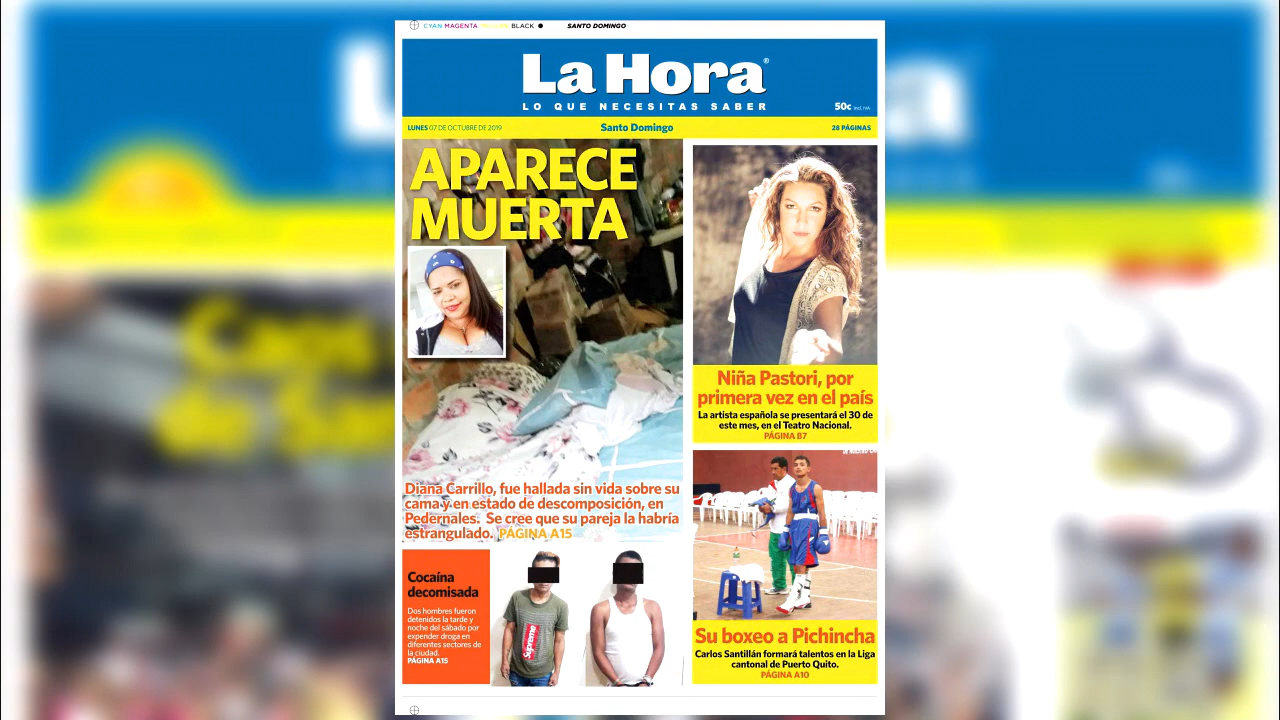 CYAN MAGENTA YELLOW BLACK
SANTO DOMINGO
La Hora®
LO QUE NECESITAS SABER
50c incl. IVA
LUNES 07 DE OCTUBRE DE 2019
Santo Domingo
28 PÁGINAS
APARECE
MUERTA
Diana Carrillo, fue hallada sin vida sobre su
cama y en estado de descomposición, en
Pedernales. Se cree que su pareja la habría
estrangulado. PÁGINA A15
Cocaína
decomisada
Dos hombres fueron
detenidos la tarde y
noche del sábado por
expender droga en
diferentes sectores de
la ciudad.
PÁGINA A15
Supreme
Niña Pastori, por
primera vez en el país
La artista española se presentará el 30 de
este mes, en el Teatro Nacional.
PÁGINA B7
Su boxeo a Pichincha
Carlos Santillán formará talentos en la Liga
cantonal de Puerto Quito.
PÁGINA A10